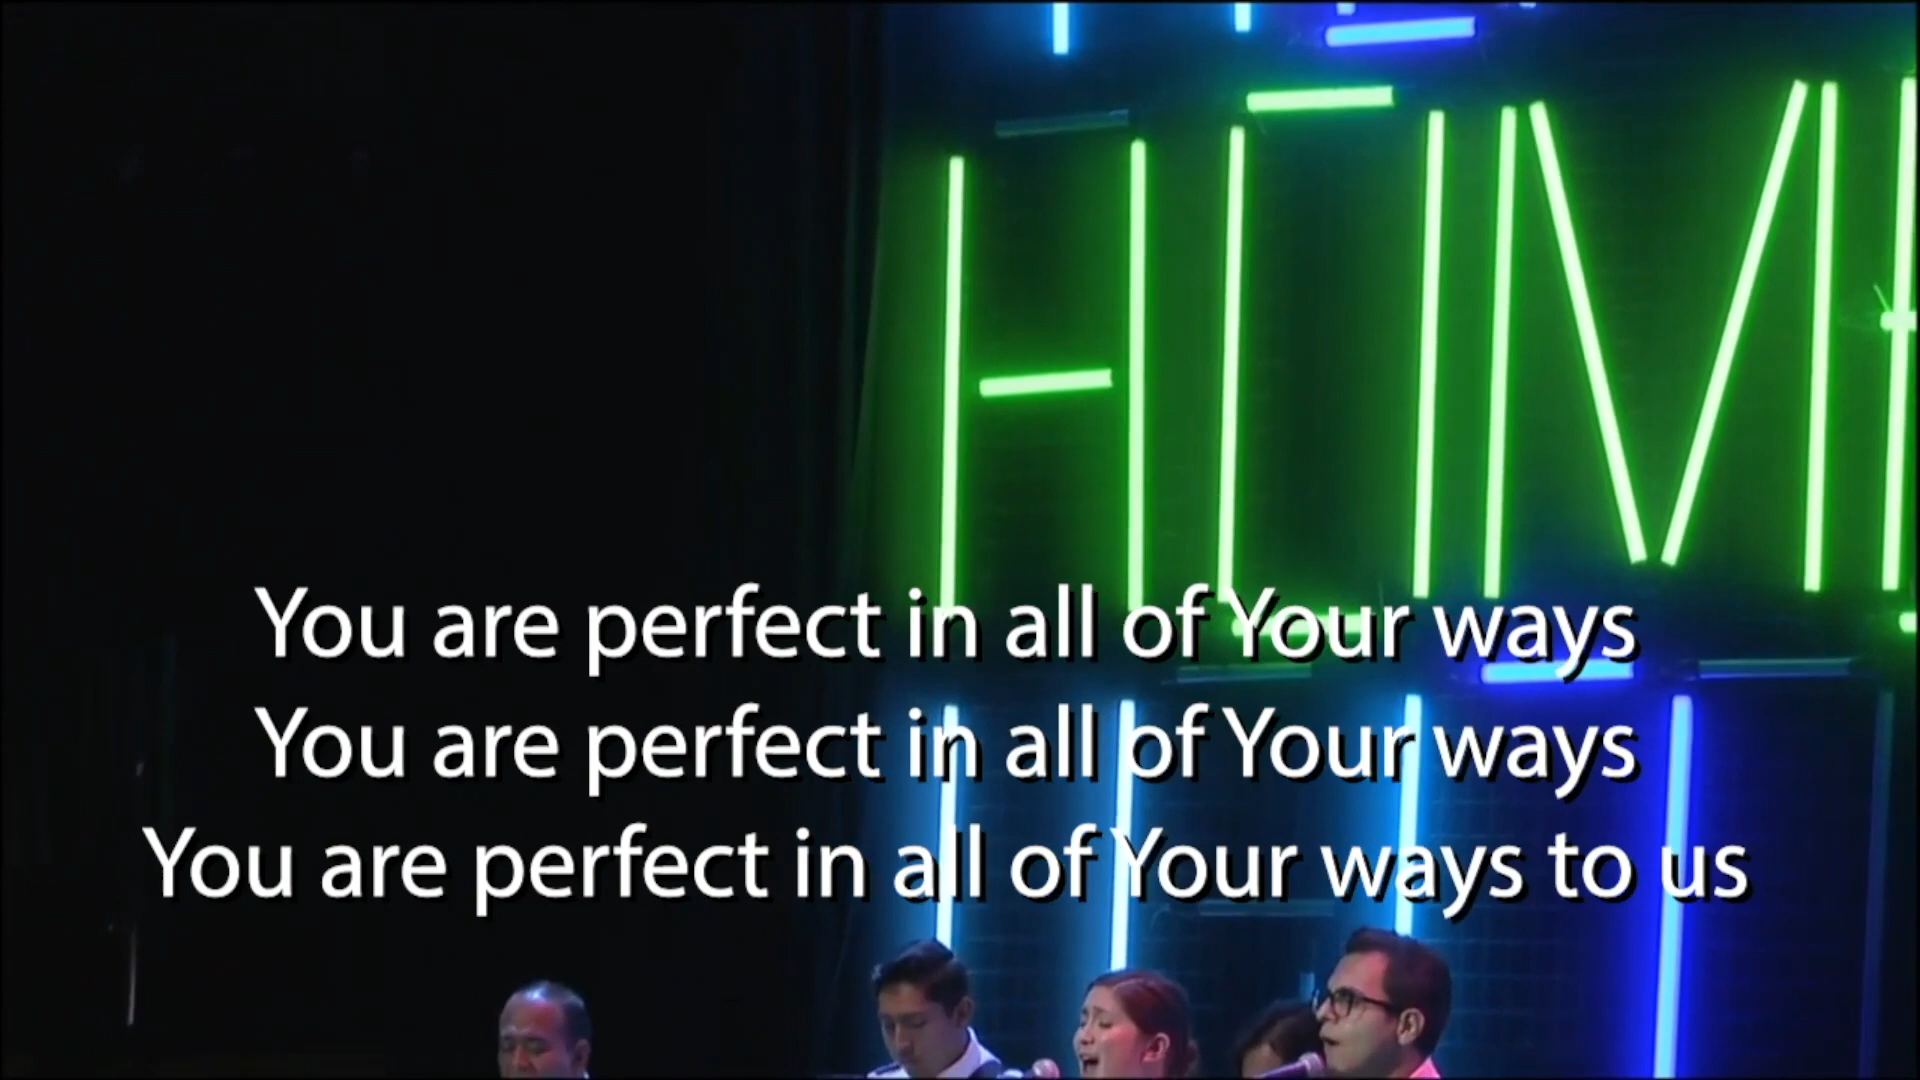 HOME
You are perfect in all of Your ways
You are perfect in all of Your ways
You are perfect in all of Your ways to us